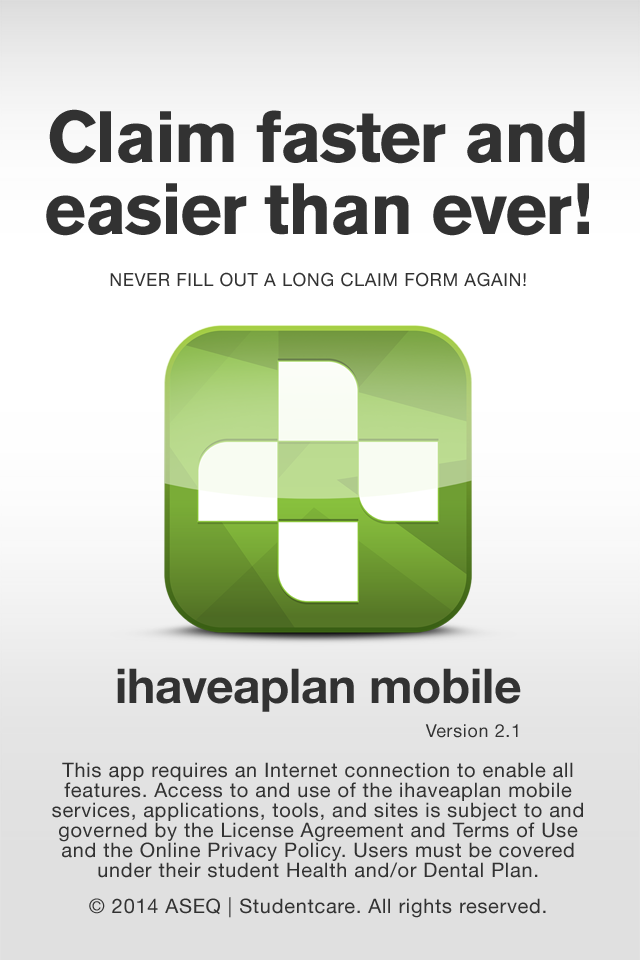 Claim faster and
easier than ever!
NEVER FILL OUT A LONG CLAIM FORM AGAIN!
ihaveaplan mobile
Version 2.1
This app requires an Internet connection to enable all
features. Access to and use of the ihaveaplan mobile
services, applications, tools, and sites is subject to and
governed by the License Agreement and Terms of Use
and the Online Privacy Policy. Users must be covered
under their student Health and/or Dental Plan.
© 2014 ASEQ | Studentcare. All rights reserved.